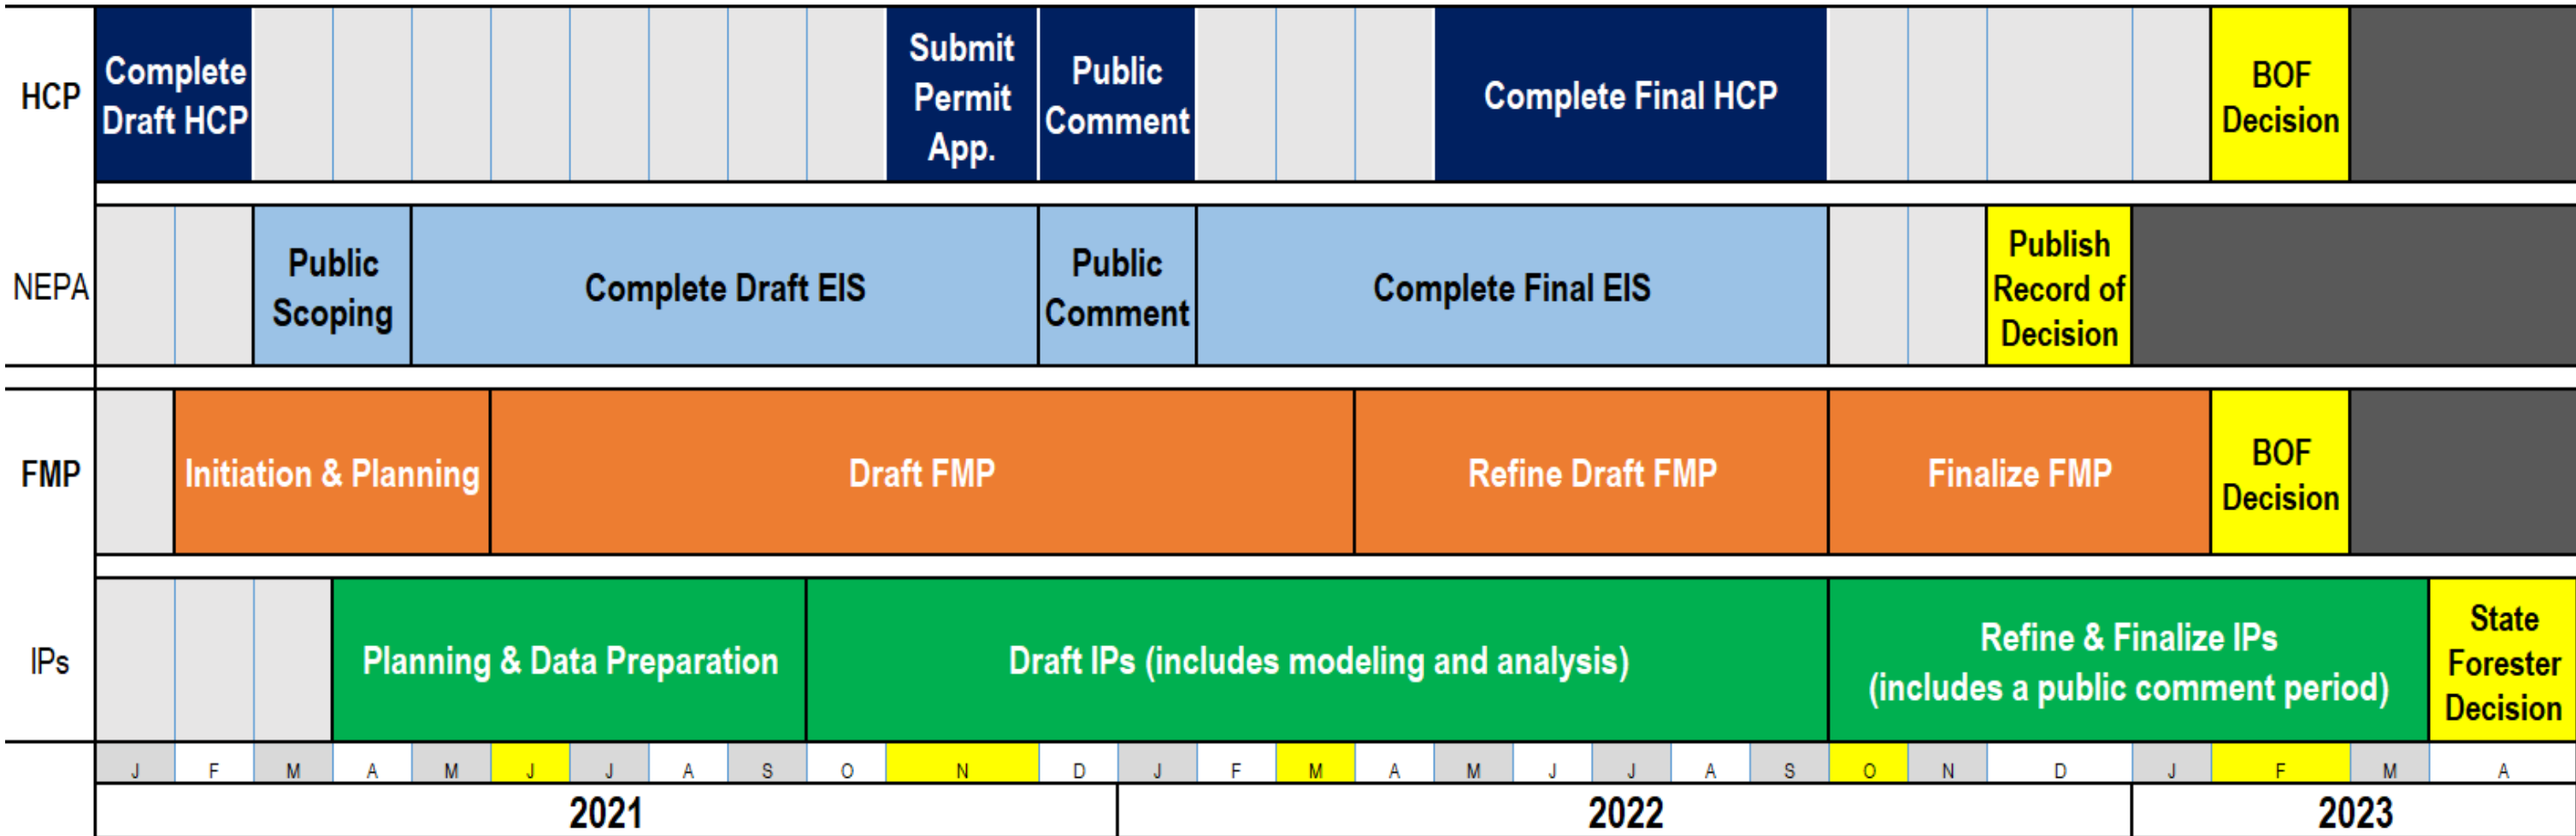 HCP
Complete
Draft HCP
Submit
Permit
App.
Public
Comment
Complete Final HCP
BOF
Decision
NEPA
Public
Scoping
Complete Draft EIS
Public
Comment
Complete Final EIS
Publish
Record of
Decision
FMP
Initiation & Planning
Draft FMP
Refine Draft FMP
Finalize FMP
BOF
Decision
IPs
Planning & Data Preparation
Draft IPs (includes modeling and analysis)
Refine & Finalize IPs
(includes a public comment period)
State
Forester
Decision
J F M A M J J A S O N D J F M A M J J A S O N D J F M A
2021 2022 2023